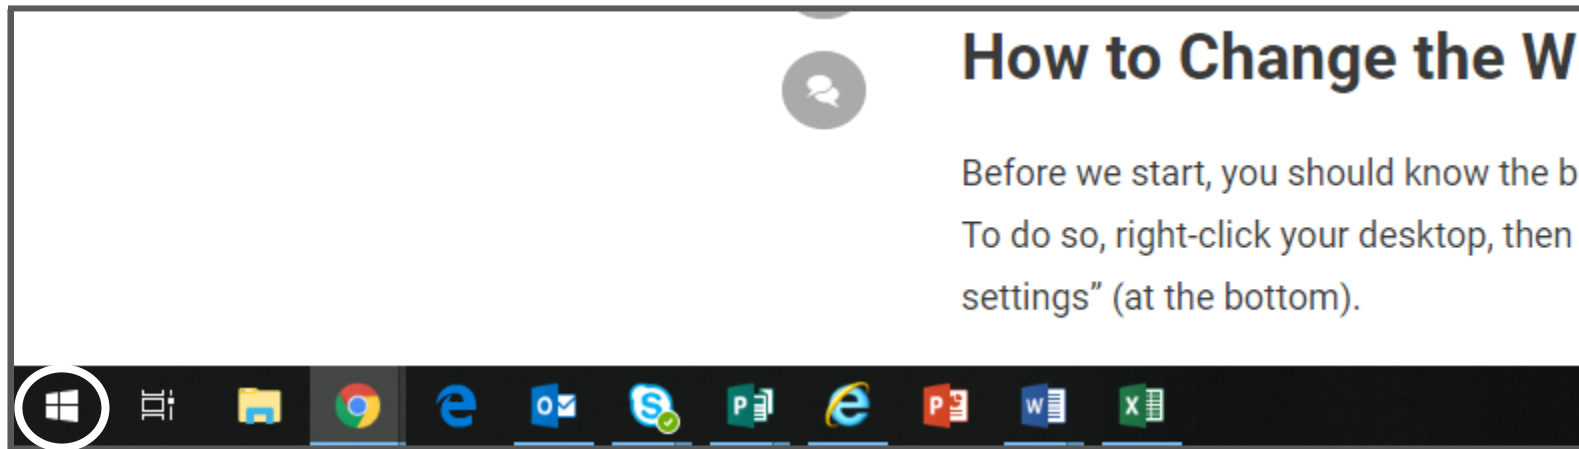 How to Change the W
Before we start, you should know the b
To do so, right-click your desktop, then
settings” (at the bottom).